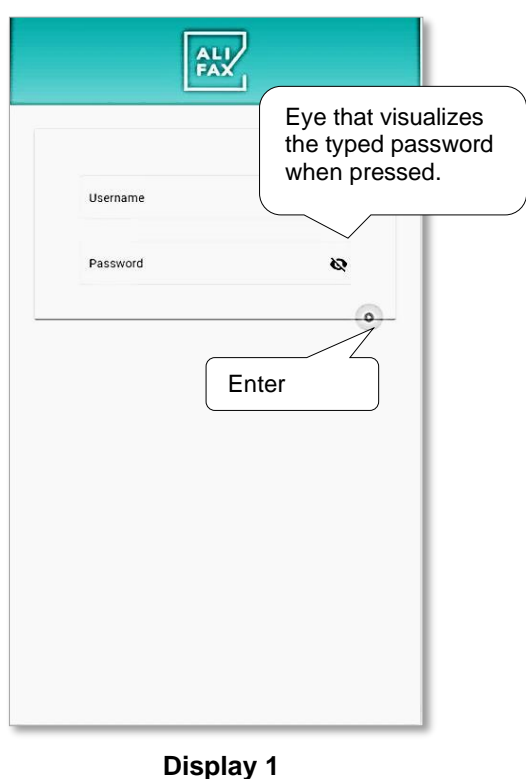 ALI
FAX
Eye that visualizes
the typed password
when pressed.
Username
Password
Enter
Display 1